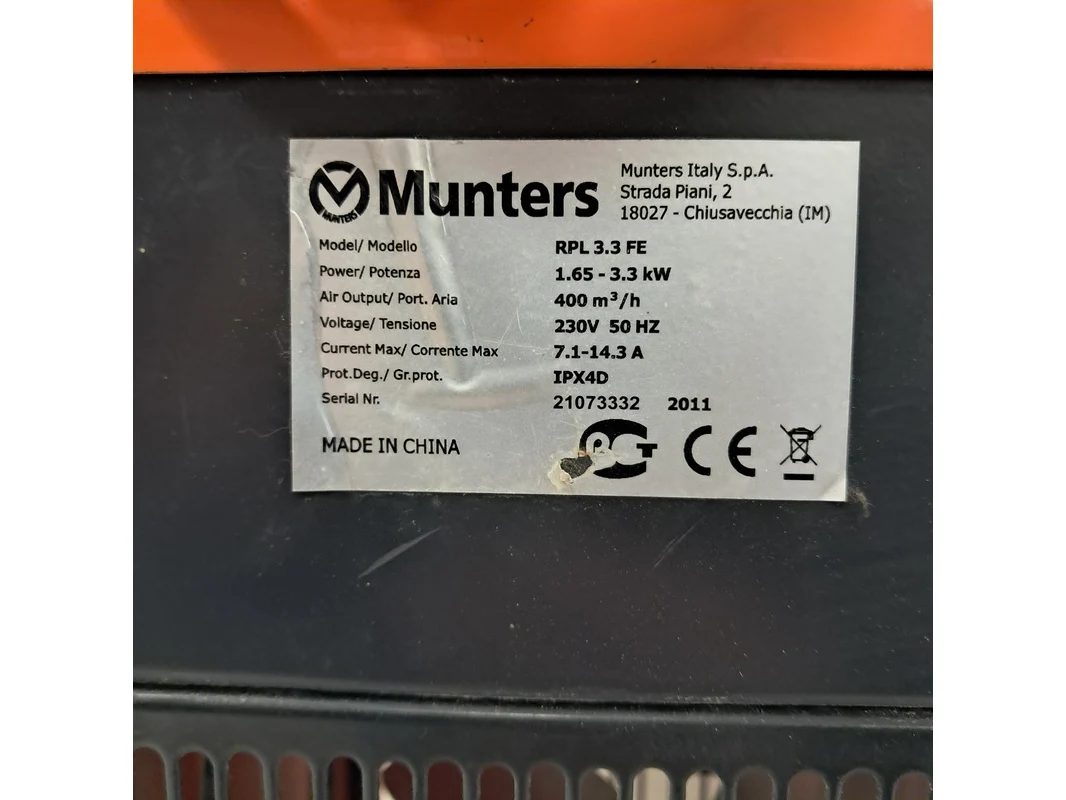 MUNTERS
Munters
Munters Italy S.p.A.
Strada Piani, 2
18027 - Chiusavecchia (IM)
Model/ Modello RPL 3.3 FE
Power/ Potenza 1.65 - 3.3 kW
Air Output/ Port. Aria 400 m³/h
Voltage/ Tensione 230V 50 HZ
Current Max/ Corrente Max 7.1-14.3 A
Prot.Deg./ Gr.prot. IPX4D
Serial Nr. 21073332 2011
MADE IN CHINA
CE